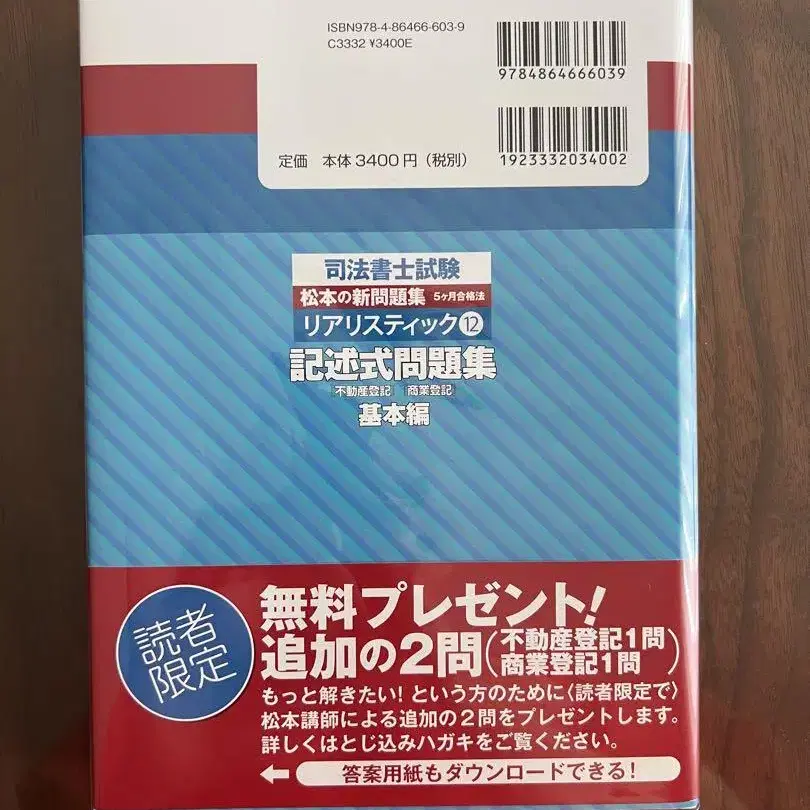 ISBN978-4-86466-603-9
C3332 ¥3400E
9784864666039
定価 本体3400円（税別）
1923332034002
司法書士試験
松本の新問題集 5ヶ月合格法
リアリスティック⑫
記述式問題集
不動産登記 商業登記
基本編
読者
限定
無料プレゼント!
追加の2問(不動産登記1問 商業登記1問)
もっと解きたい! という方のために〈読者限定で〉
松本講師による追加の2問をプレゼントします。
詳しくはとじ込みハガキをご覧ください。
← 答案用紙もダウンロードできる!